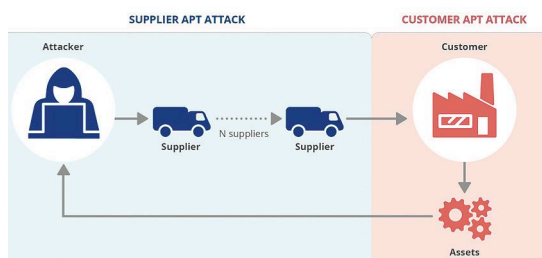 SUPPLIER APT ATTACK
CUSTOMER APT ATTACK
Attacker
Customer
N suppliers
Supplier
Supplier
Assets